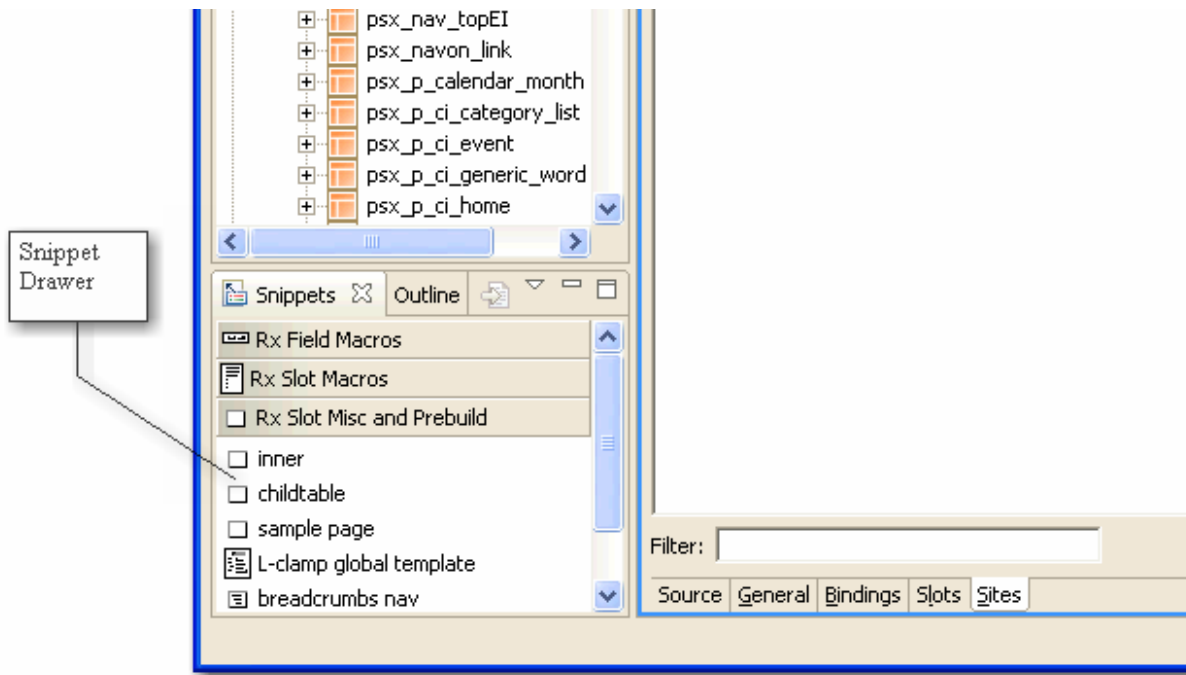 psx_nav_topEI
psx_navon_link
psx_p_calendar_month
psx_p_ci_category_list
psx_p_ci_event
psx_p_ci_generic_word
psx_p_ci_home
Snippet
Drawer
Snippets Outline
Rx Field Macros
Rx Slot Macros
Rx Slot Misc and Prebuild
inner
childtable
sample page
L-clamp global template
breadcrumbs nav
Filter:
Source General Bindings Slots Sites